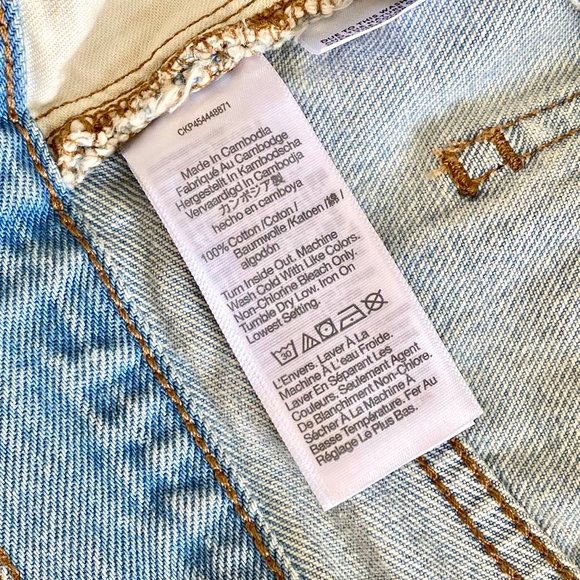 DUE TO THIS
CKP454448871
Made In Cambodia
Fabriqué Au Cambodge
Hergestellt In Kambodscha
Vervaardigd In Cambodja
カンボジア製
hecho en camboya
100% Cotton / Coton /
Baumwolle / Katoen / 綿 /
algodón
Turn Inside Out. Machine
Wash Cold With Like Colors.
Non-Chlorine Bleach Only.
Tumble Dry Low. Iron On
Lowest Setting.
30
L'Envers. Laver À La
Machine À L'eau Froide.
Laver En Séparant Les
Couleurs. Seulement Agent
De Blanchiment Non-Chlore.
Sécher À La Machine À
Basse Température. Fer Au
Réglage Le Plus Bas.